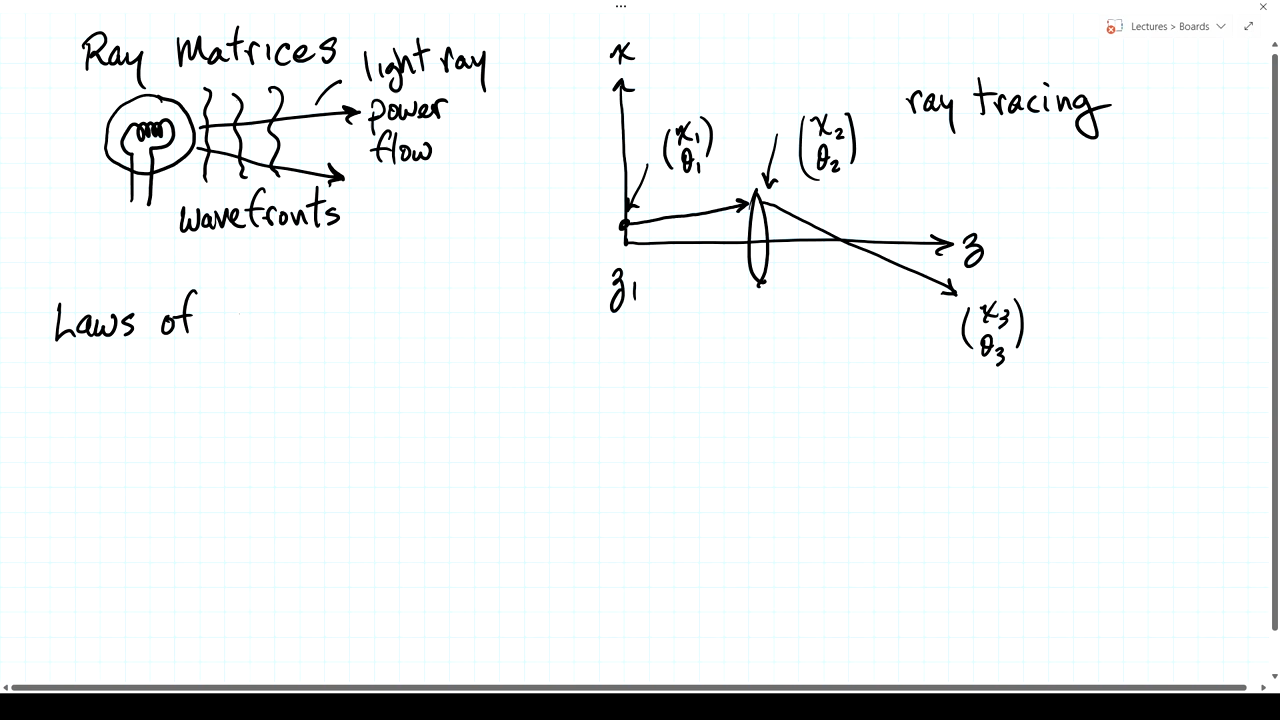 Ray Matrices
light ray
power
flow
wavefronts
Laws of
x
(x₁
θ₁)
(x₂
θ₂)
ray tracing
z
z₁
(x₃
θ₃)
Lectures > Boards